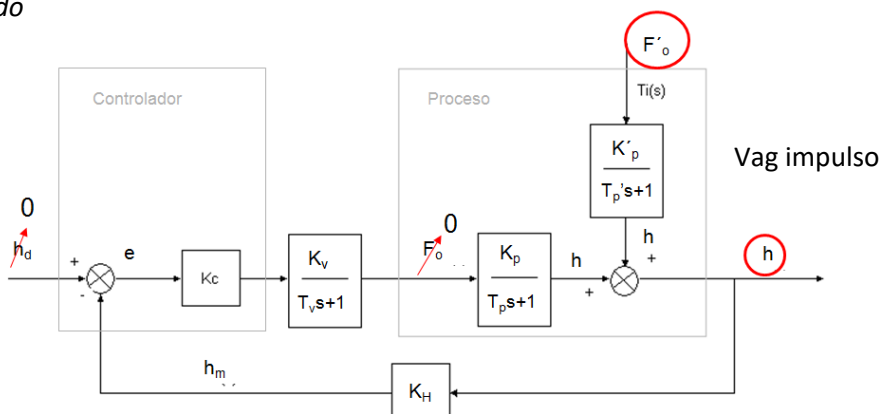 do
F´o
Controlador
Proceso
Ti(s)
K´p
Tp's+1
Vag impulso
0
0
hd
+
e
Kc
Kv
Tvs+1
Fo
Kp
Tps+1
h
h
+
h
+
-
hm
KH